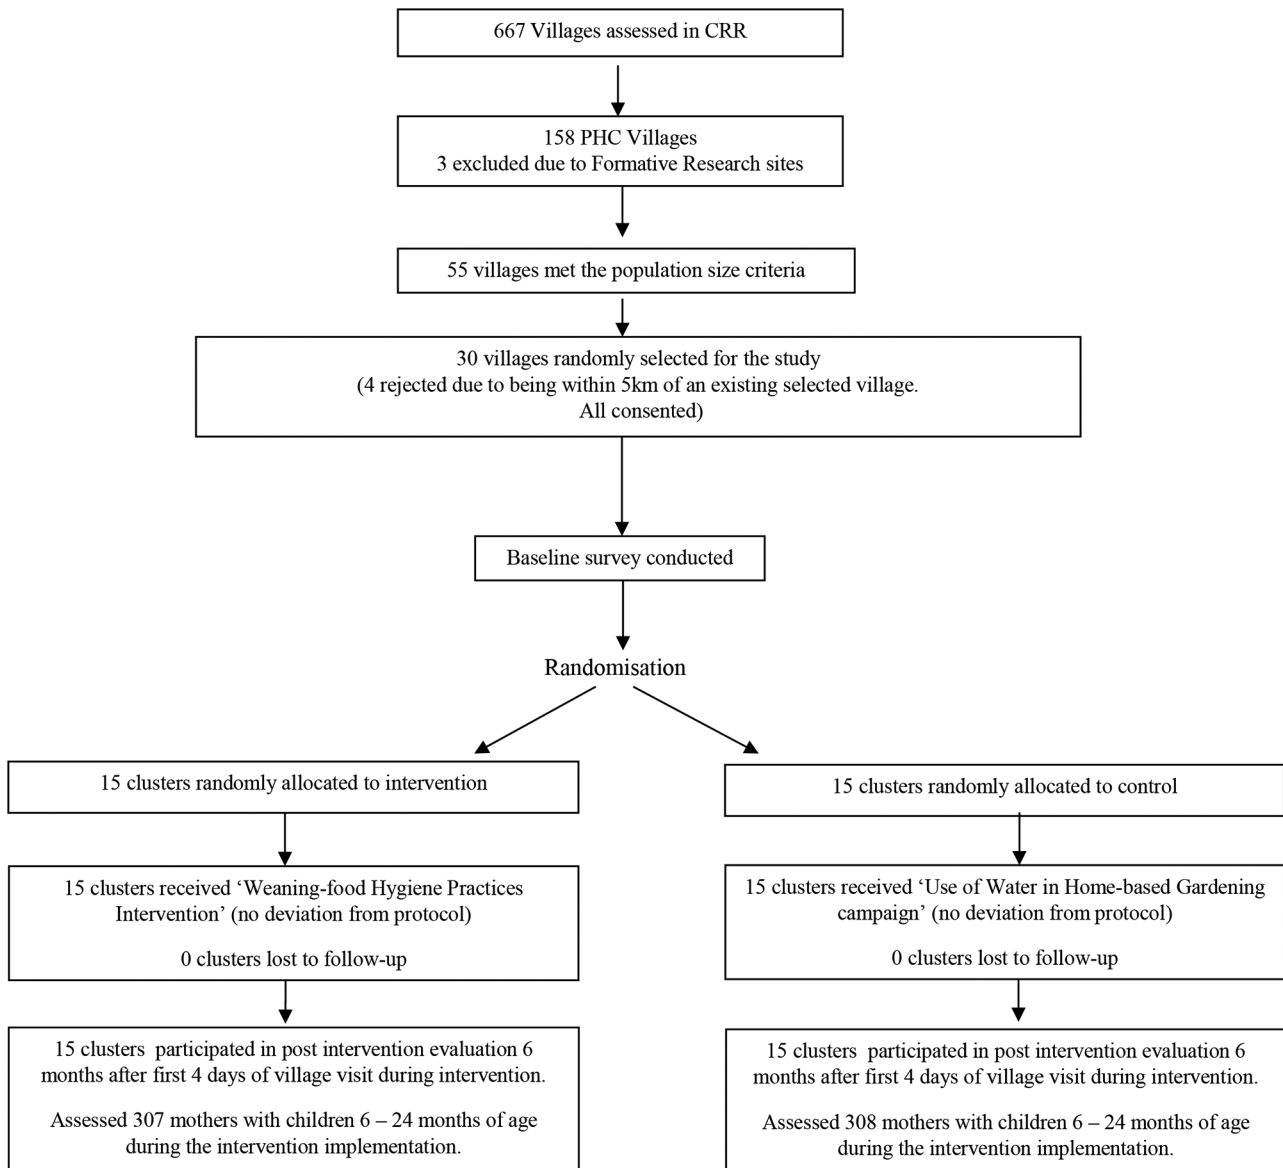 667 Villages assessed in CRR
158 PHC Villages
3 excluded due to Formative Research sites
55 villages met the population size criteria
30 villages randomly selected for the study
(4 rejected due to being within 5km of an existing selected village.
All consented)
Baseline survey conducted
Randomisation
15 clusters randomly allocated to intervention
15 clusters received ‘Weaning-food Hygiene Practices
Intervention’ (no deviation from protocol)
0 clusters lost to follow-up
15 clusters participated in post intervention evaluation 6
months after first 4 days of village visit during intervention.
Assessed 307 mothers with children 6 – 24 months of age
during the intervention implementation.
15 clusters randomly allocated to control
15 clusters received ‘Use of Water in Home-based Gardening
campaign’ (no deviation from protocol)
0 clusters lost to follow-up
15 clusters participated in post intervention evaluation 6
months after first 4 days of village visit during intervention.
Assessed 308 mothers with children 6 – 24 months of age
during the intervention implementation.